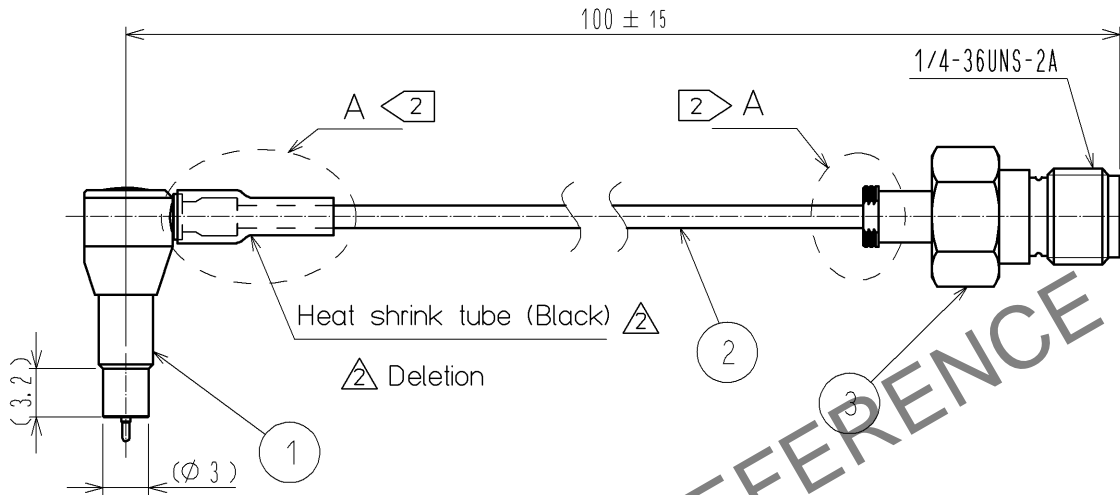 100 ± 15
1/4-36UNS-2A
A 2
2 A
Heat shrink tube (Black) 2
2 Deletion
2
3
(3.2)
1
(Ø3)
REFERENCE